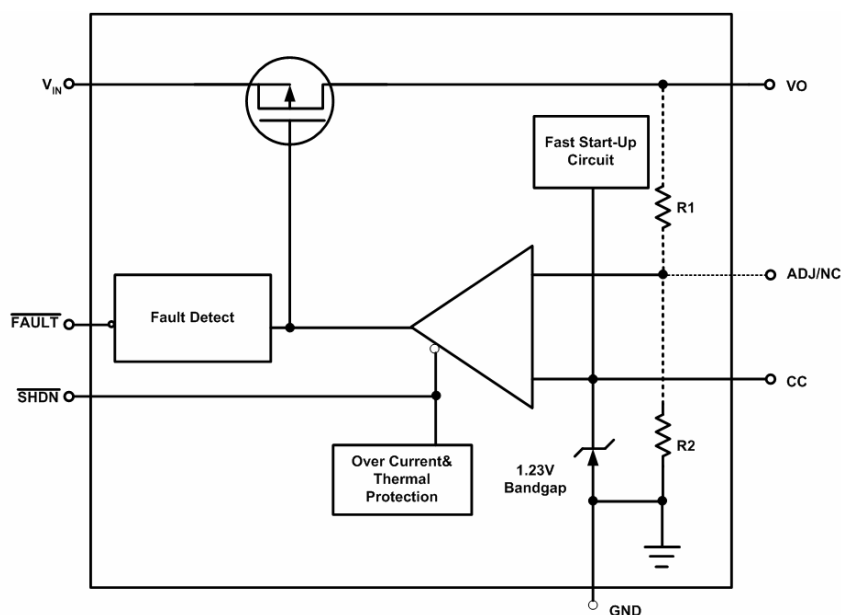 V_IN
VO
Fast Start-Up
Circuit
R1
ADJ/NC
FAULT
Fault Detect
CC
SHDN
Over Current&
Thermal
Protection
1.23V
Bandgap
R2
GND